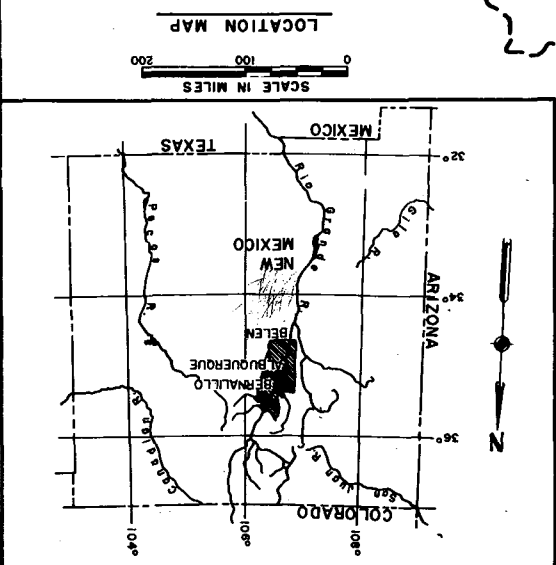 108° 106° 104°
COLORADO
San Juan R.
Canadian R.
N
36°
BERNALILLO
ALBUQUERQUE
BELEN
ARIZONA
34°
NEW
MEXICO
Rio Grande R.
Pecos R.
Gila R.
32°
TEXAS
MEXICO
SCALE IN MILES
0 100 200
LOCATION MAP